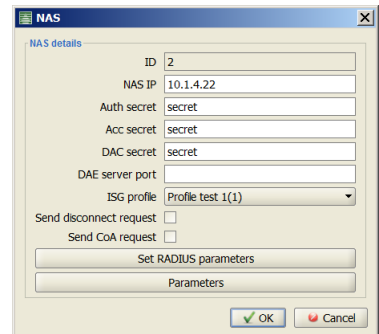 NAS
NAS details
ID 2
NAS IP 10.1.4.22
Auth secret secret
Acc secret secret
DAC secret secret
DAE server port
ISG profile Profile test 1(1)
Send disconnect request
Send CoA request
Set RADIUS parameters
Parameters
OK Cancel